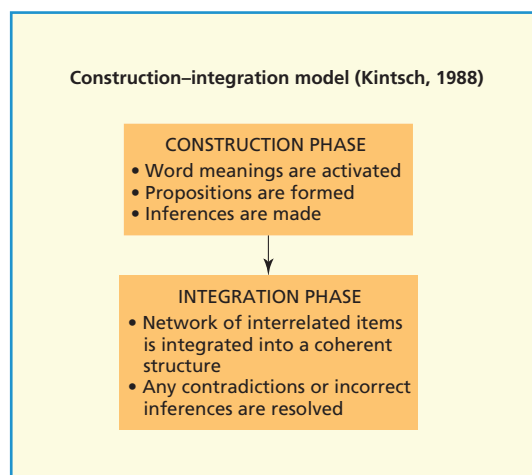 Construction–integration model (Kintsch, 1988)
CONSTRUCTION PHASE
• Word meanings are activated
• Propositions are formed
• Inferences are made
INTEGRATION PHASE
• Network of interrelated items
is integrated into a coherent
structure
• Any contradictions or incorrect
inferences are resolved